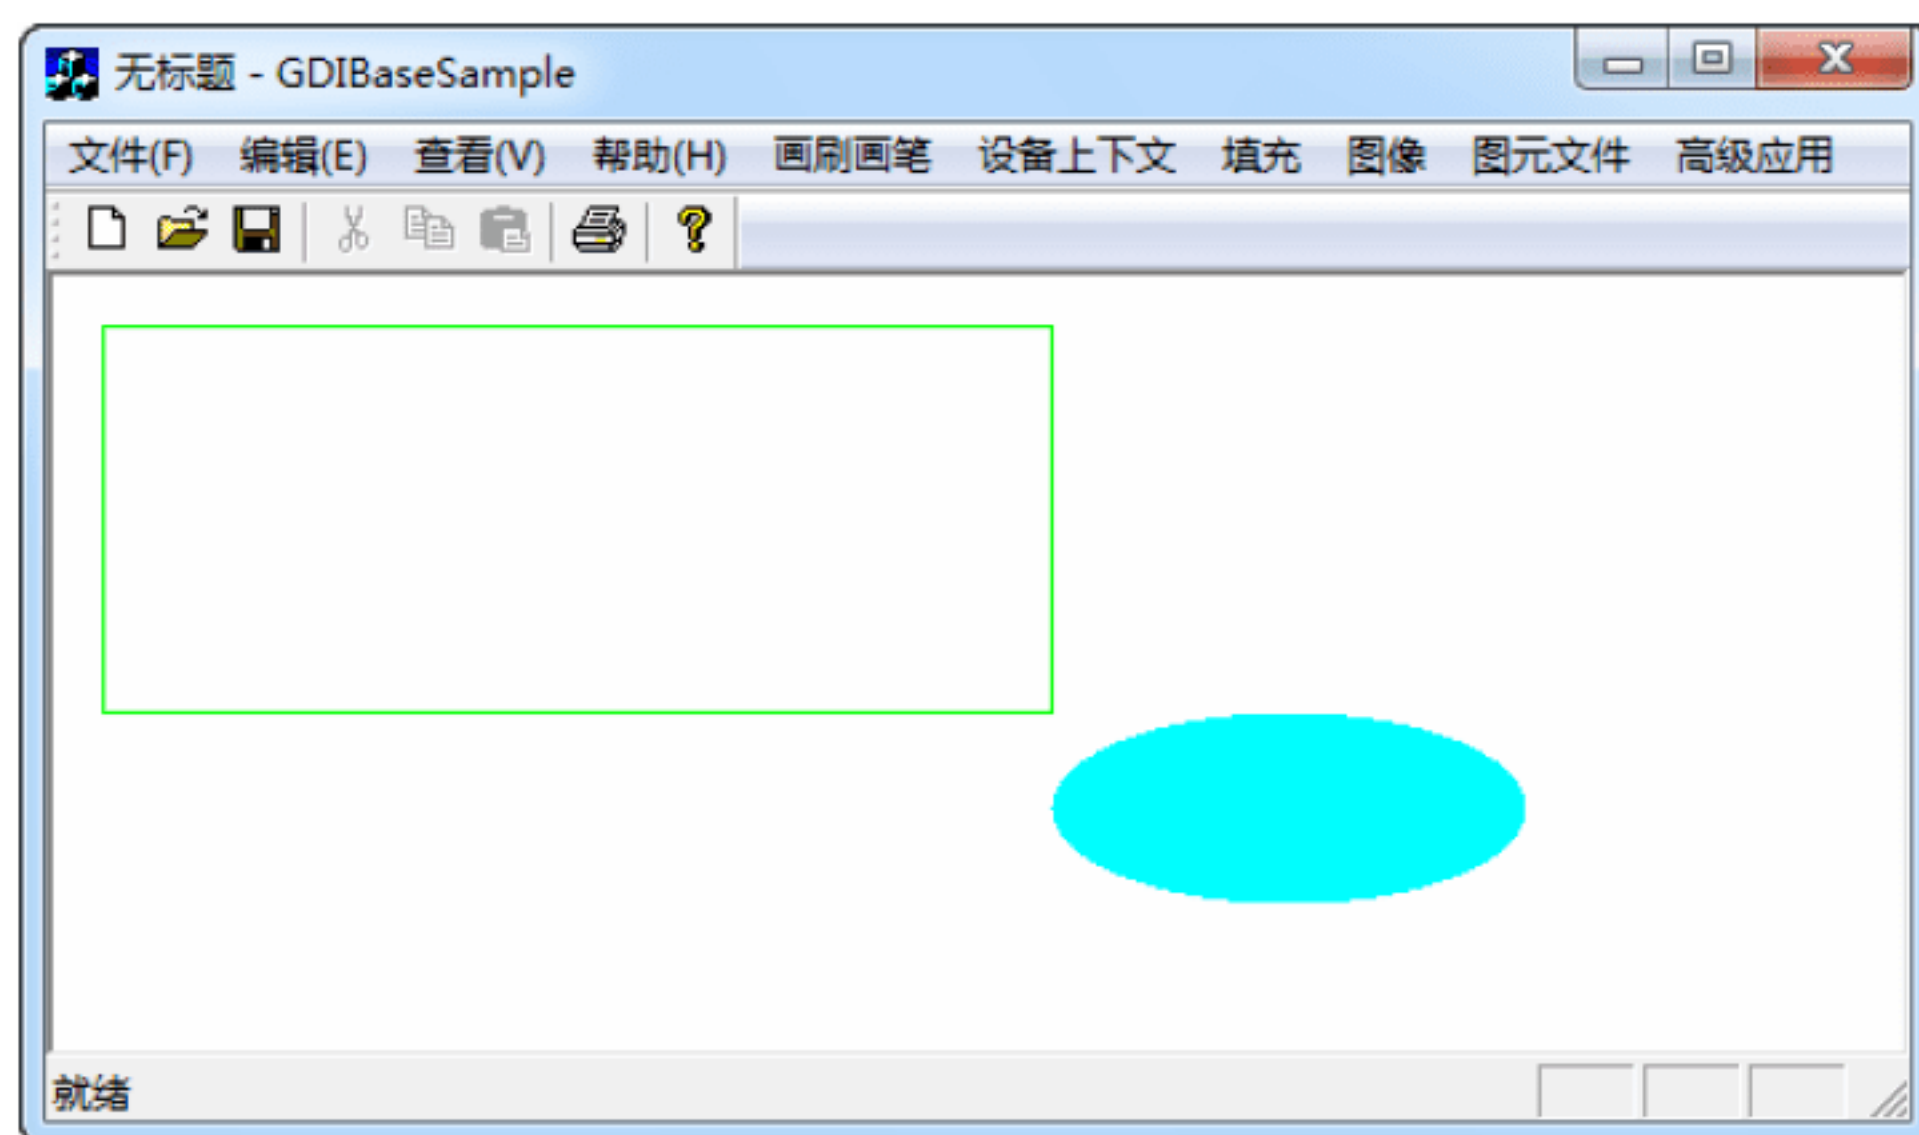 无标题 - GDIBaseSample
文件(F) 编辑(E) 查看(V) 帮助(H) 画刷画笔 设备上下文 填充 图像 图元文件 高级应用
就绪